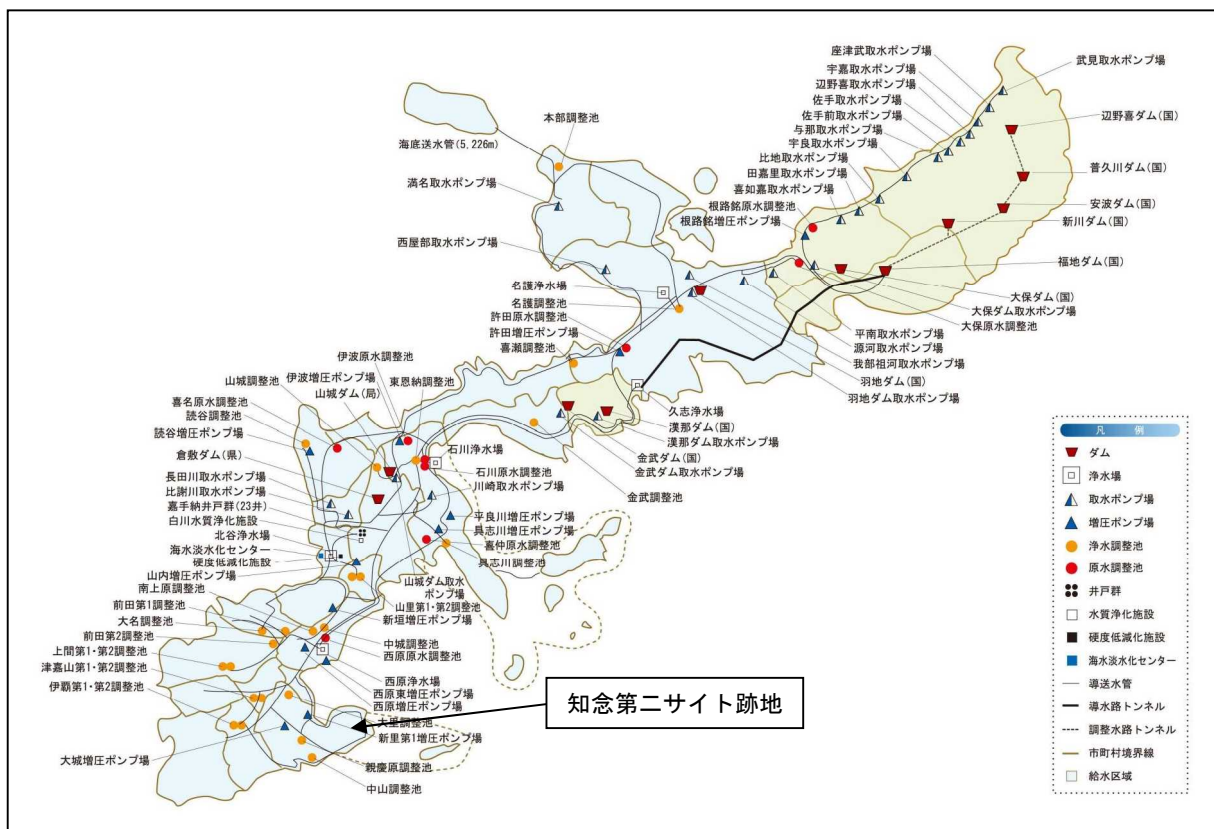 座津武取水ポンプ場
宇嘉取水ポンプ場
辺野喜取水ポンプ場
佐手取水ポンプ場
佐手前取水ポンプ場
与那取水ポンプ場
宇良取水ポンプ場
比地取水ポンプ場
田嘉里取水ポンプ場
喜如嘉取水ポンプ場
根路銘原水調整池
根路銘増圧ポンプ場
武見取水ポンプ場
辺野喜ダム(国)
普久川ダム(国)
安波ダム(国)
新川ダム(国)
福地ダム(国)
大保ダム(国)
大保ダム取水ポンプ場
大保原水調整池
平南取水ポンプ場
源河取水ポンプ場
我部祖河取水ポンプ場
羽地ダム(国)
羽地ダム取水ポンプ場
本部調整池
海底送水管(5,226m)
満名取水ポンプ場
西屋部取水ポンプ場
名護浄水場
名護調整池
許田原水調整池
許田増圧ポンプ場
喜瀬調整池
久志浄水場
漢那ダム(国)
漢那ダム取水ポンプ場
金武ダム(国)
金武ダム取水ポンプ場
金武調整池
伊波原水調整池
伊波増圧ポンプ場
東恩納調整池
山城調整池
山城ダム(局)
喜名原水調整池
読谷調整池
読谷増圧ポンプ場
倉敷ダム(県)
長田川取水ポンプ場
比謝川取水ポンプ場
嘉手納井戸群(23井)
白川水質浄化施設
北谷浄水場
海水淡水化センター
硬度低減化施設
山内増圧ポンプ場
石川浄水場
石川原水調整池
川崎取水ポンプ場
平良川増圧ポンプ場
具志川増圧ポンプ場
喜仲原水調整池
具志川調整池
山城ダム取水
ポンプ場
山里第1・第2調整池
新垣増圧ポンプ場
南上原調整池
前田第1調整池
大名調整池
前田第2調整池
上間第1・第2調整池
津嘉山第1・第2調整池
伊覇第1・第2調整池
中城調整池
西原原水調整池
西原浄水場
西原東増圧ポンプ場
西原増圧ポンプ場
大里調整池
新里第1増圧ポンプ場
大城増圧ポンプ場
親慶原調整池
中山調整池
知念第二サイト跡地
凡 例
ダム
浄水場
取水ポンプ場
増圧ポンプ場
浄水調整池
原水調整池
井戸群
水質浄化施設
硬度低減化施設
海水淡水化センター
導送水管
導水路トンネル
調整水路トンネル
市町村境界線
給水区域